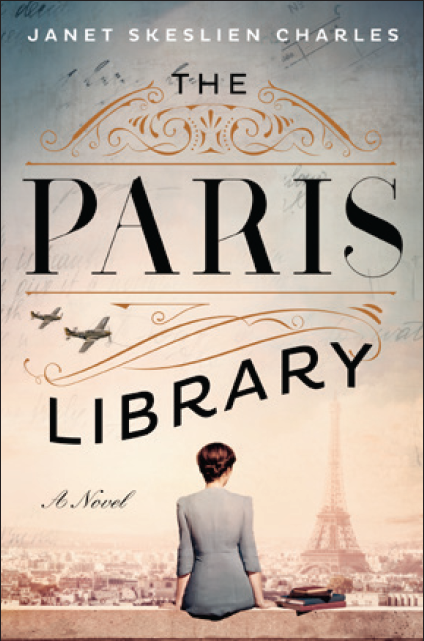 JANET SKESLIEN CHARLES
THE
PARIS
LIBRARY
A Novel